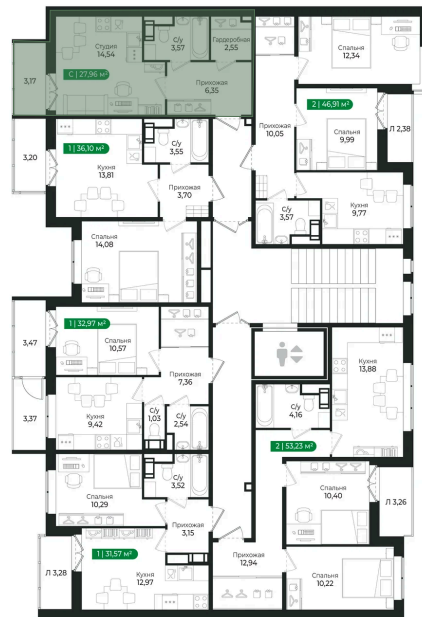 Студия
14,54
С/у
3,57
Гардеробная
2,55
Спальня
12,34
3,17
С | 27,96 м²
Прихожая
6,35
2 | 46,91 м²
Л 2,38
1 | 36,10 м²
С/у
3,55
Прихожая
10,05
9,99
3,20
Кухня
13,81
Прихожая
3,70
С/у
3,57
Кухня
9,77
Спальня
14,08
1 | 32,97 м²
Спальня
10,57
3,47
Прихожая
7,36
Кухня
13,88
3,37
Кухня
9,42
С/у
1,03
С/у
2,54
С/у
4,16
2 | 53,23 м²
Спальня
10,29
С/у
3,52
Спальня
10,40
Л 3,26
Прихожая
3,15
1 | 31,57 м²
Прихожая
12,94
Л 3,28
Кухня
12,97
Спальня
10,22